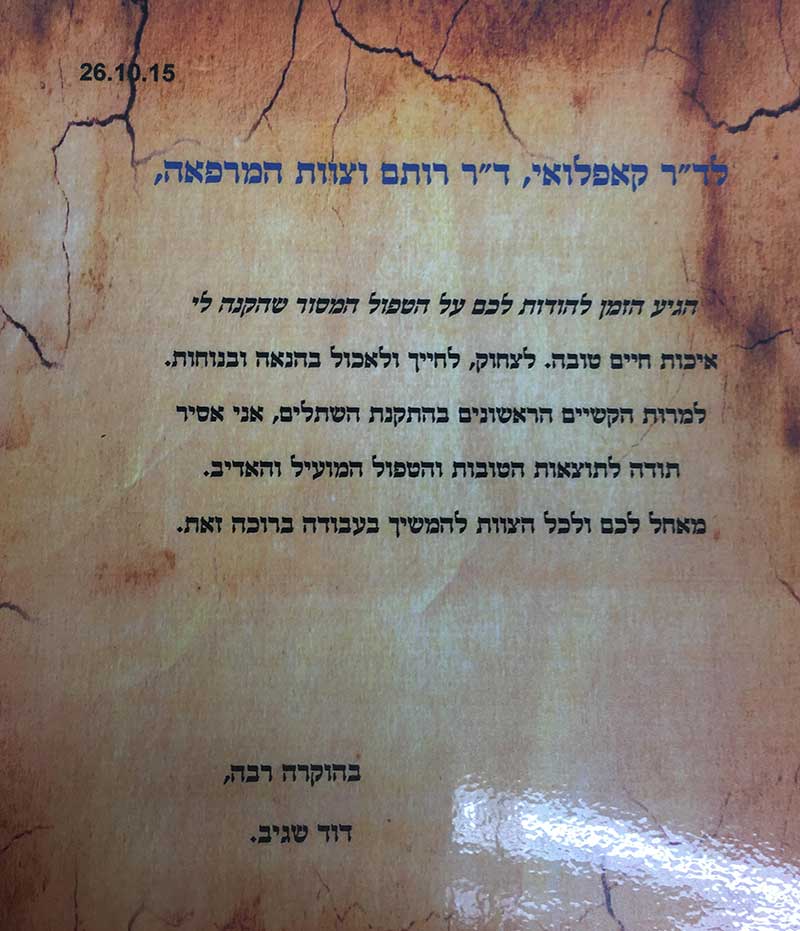 26.10.15
לד״ר קאפלואי, ד״ר רותם וצוות המרפאה,
הגיע הזמן להודות לכם על הטפול המסור שהקנה לי
איכות חיים טובה. לצחוק, לחייך ולאכול בהנאה ובנוחות.
למרות הקשיים הראשונים בהתקנת השתלים, אני אסיר
תודה לתוצאות הטובות והטפול המועיל והאדיב.
מאחל לכם ולכל הצוות להמשיך בעבודה ברוכה זאת.
בהוקרה רבה,
דוד שגיב.